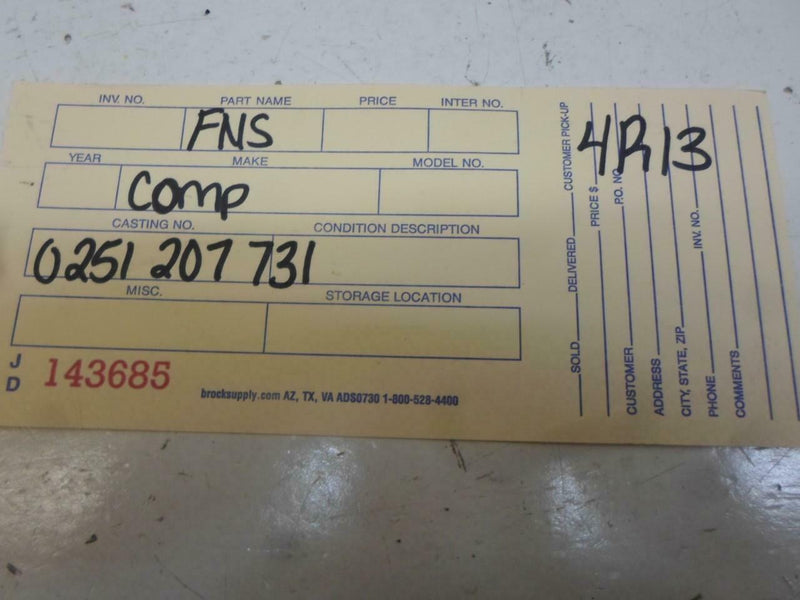 INV. NO. PART NAME PRICE INTER NO.
FNS
YEAR MAKE MODEL NO.
Comp
CASTING NO. CONDITION DESCRIPTION
0251 207 731
MISC. STORAGE LOCATION
J
D
143685
brocksupply.com AZ, TX, VA ADS0730 1-800-528-4400
4R13
SOLD DELIVERED CUSTOMER PICK-UP
PRICE $
CUSTOMER P.O. NO.
ADDRESS
CITY, STATE, ZIP
PHONE INV. NO.
COMMENTS